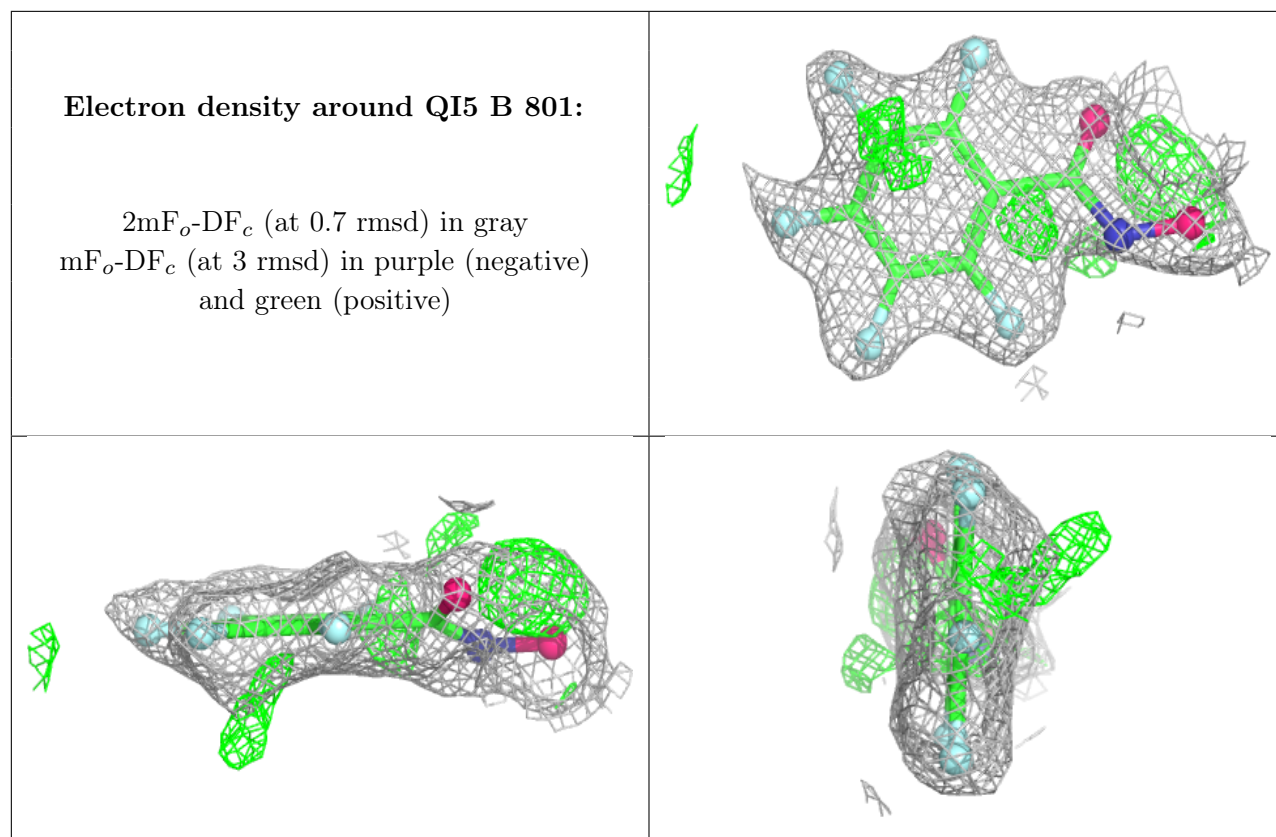 Electron density around QI5 B 801:
2mFₒ-DF𝒸 (at 0.7 rmsd) in gray
mFₒ-DF𝒸 (at 3 rmsd) in purple (negative)
and green (positive)